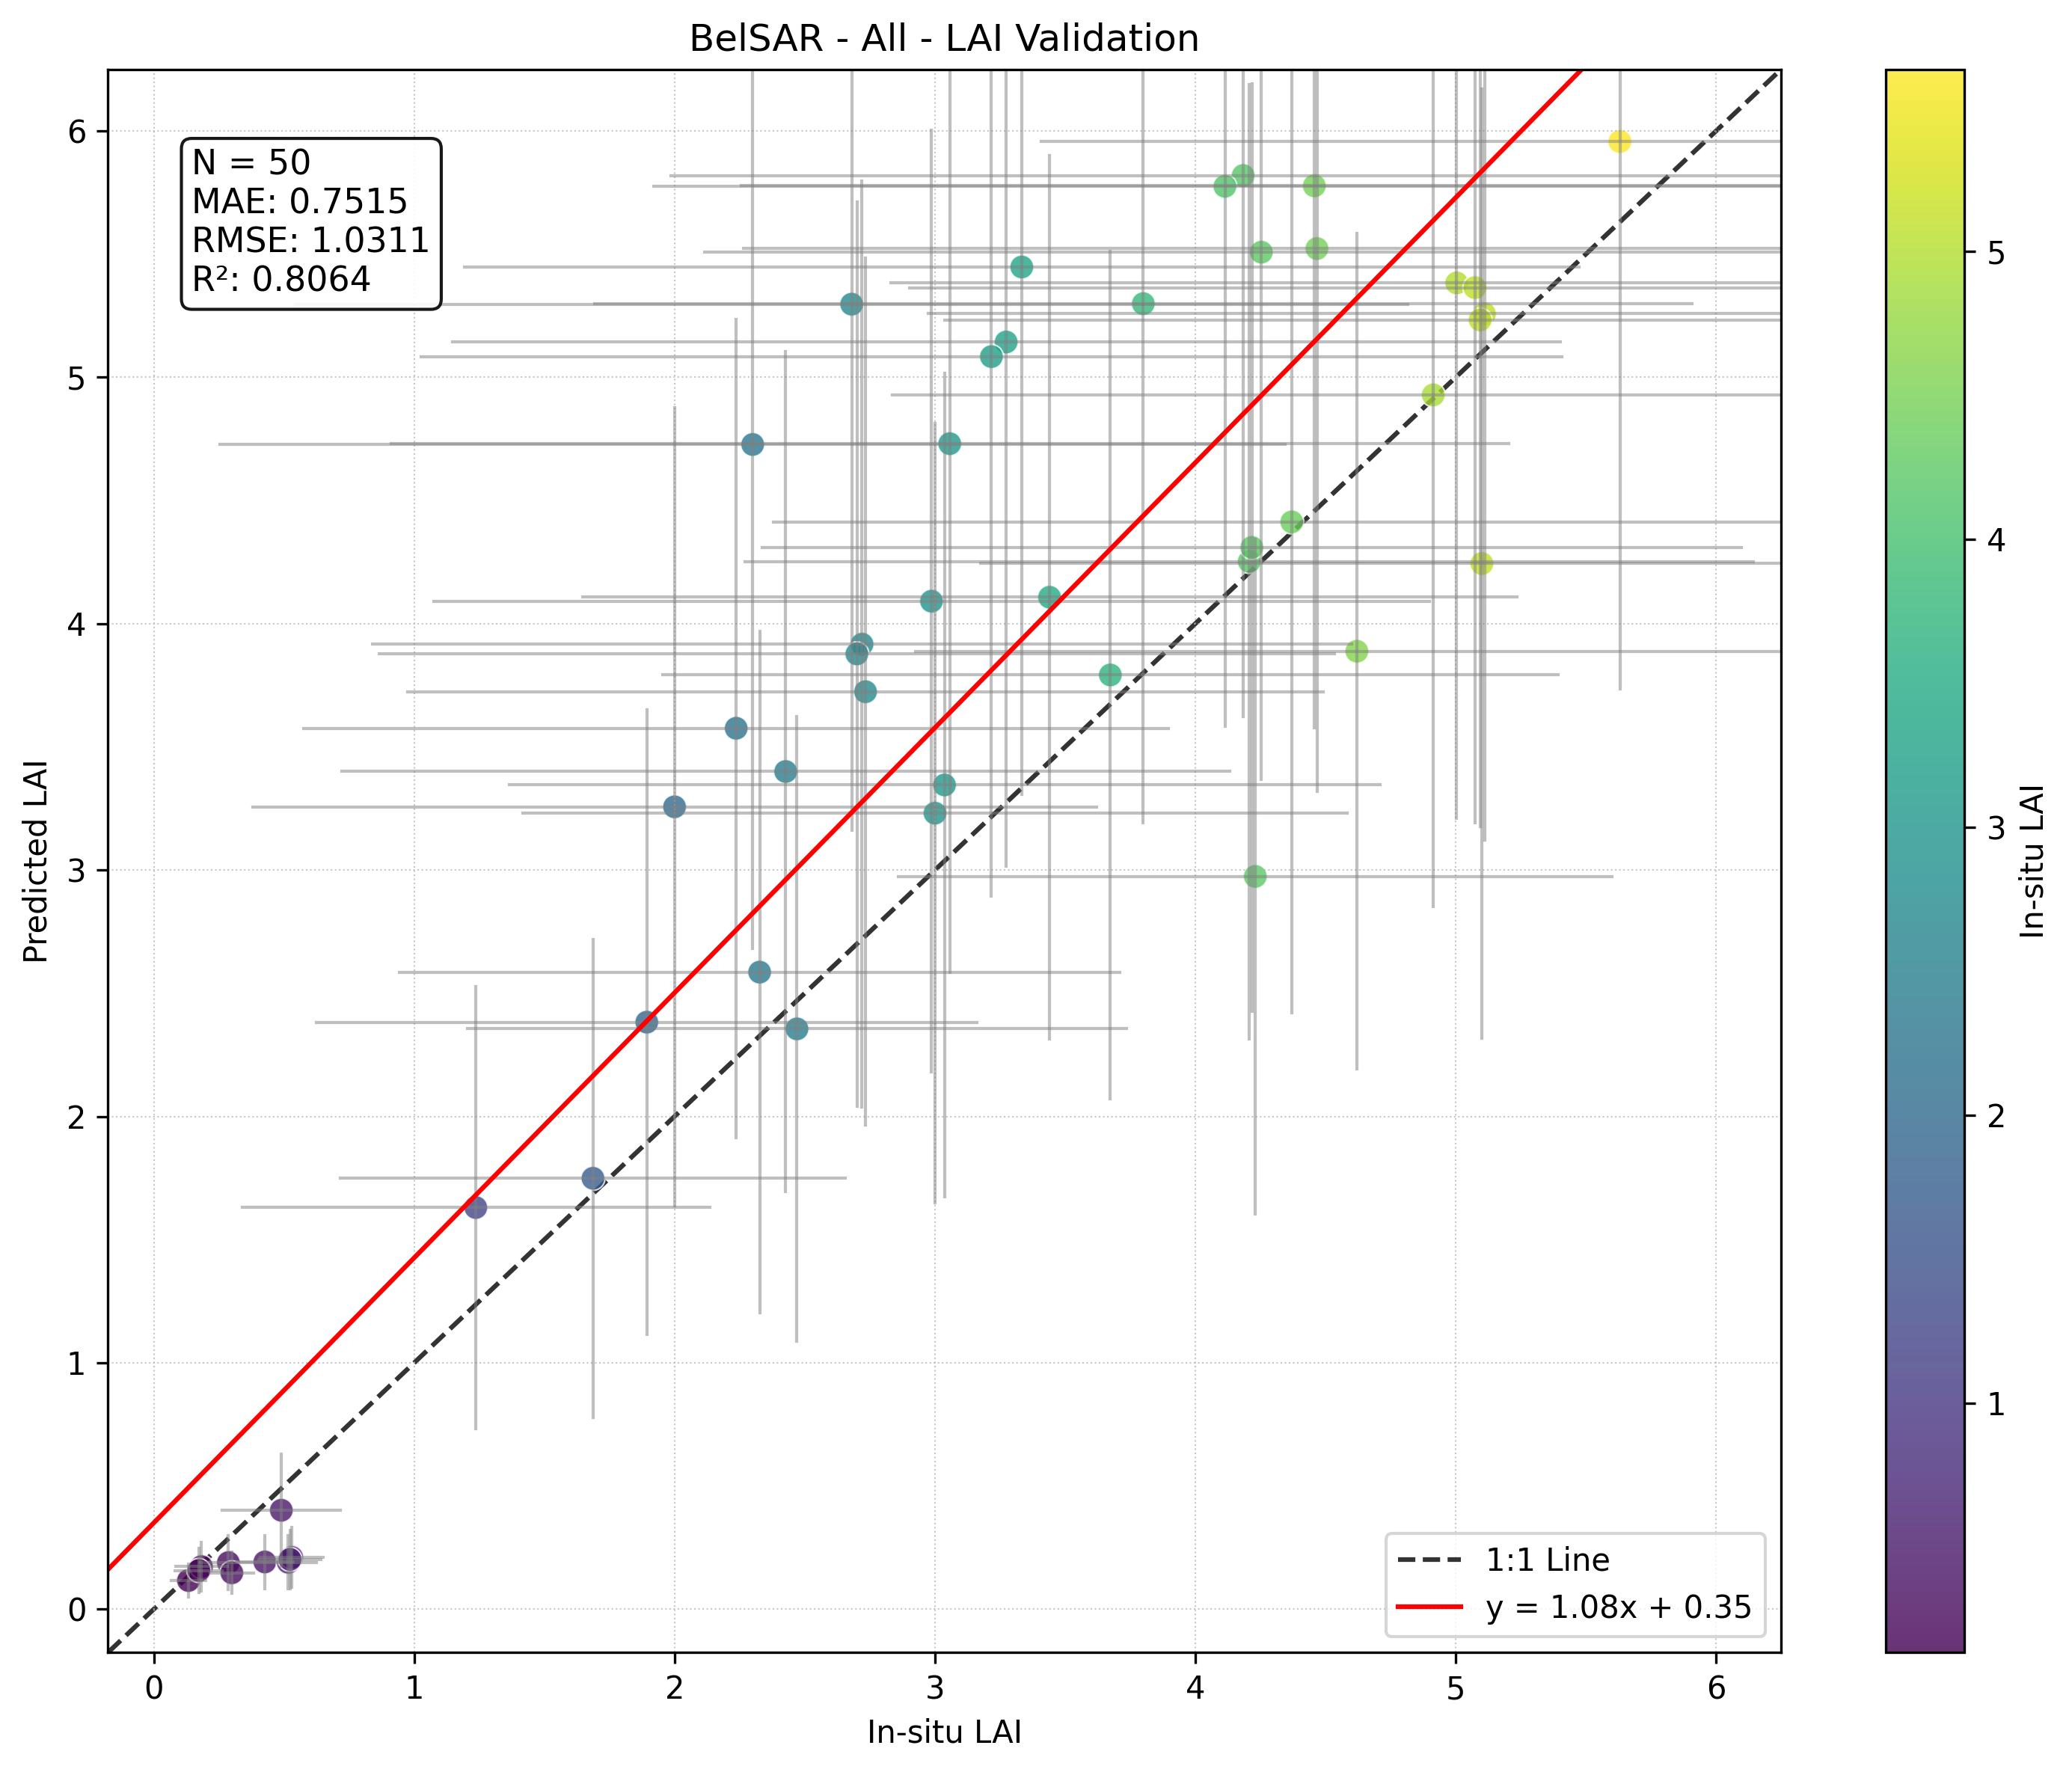 BelSAR - All - LAI Validation
N = 50
MAE: 0.7515
RMSE: 1.0311
R²: 0.8064
6
5
4
3
2
1
0
Predicted LAI
0 1 2 3 4 5 6
In-situ LAI
1:1 Line
y = 1.08x + 0.35
5
4
3
2
1
In-situ LAI